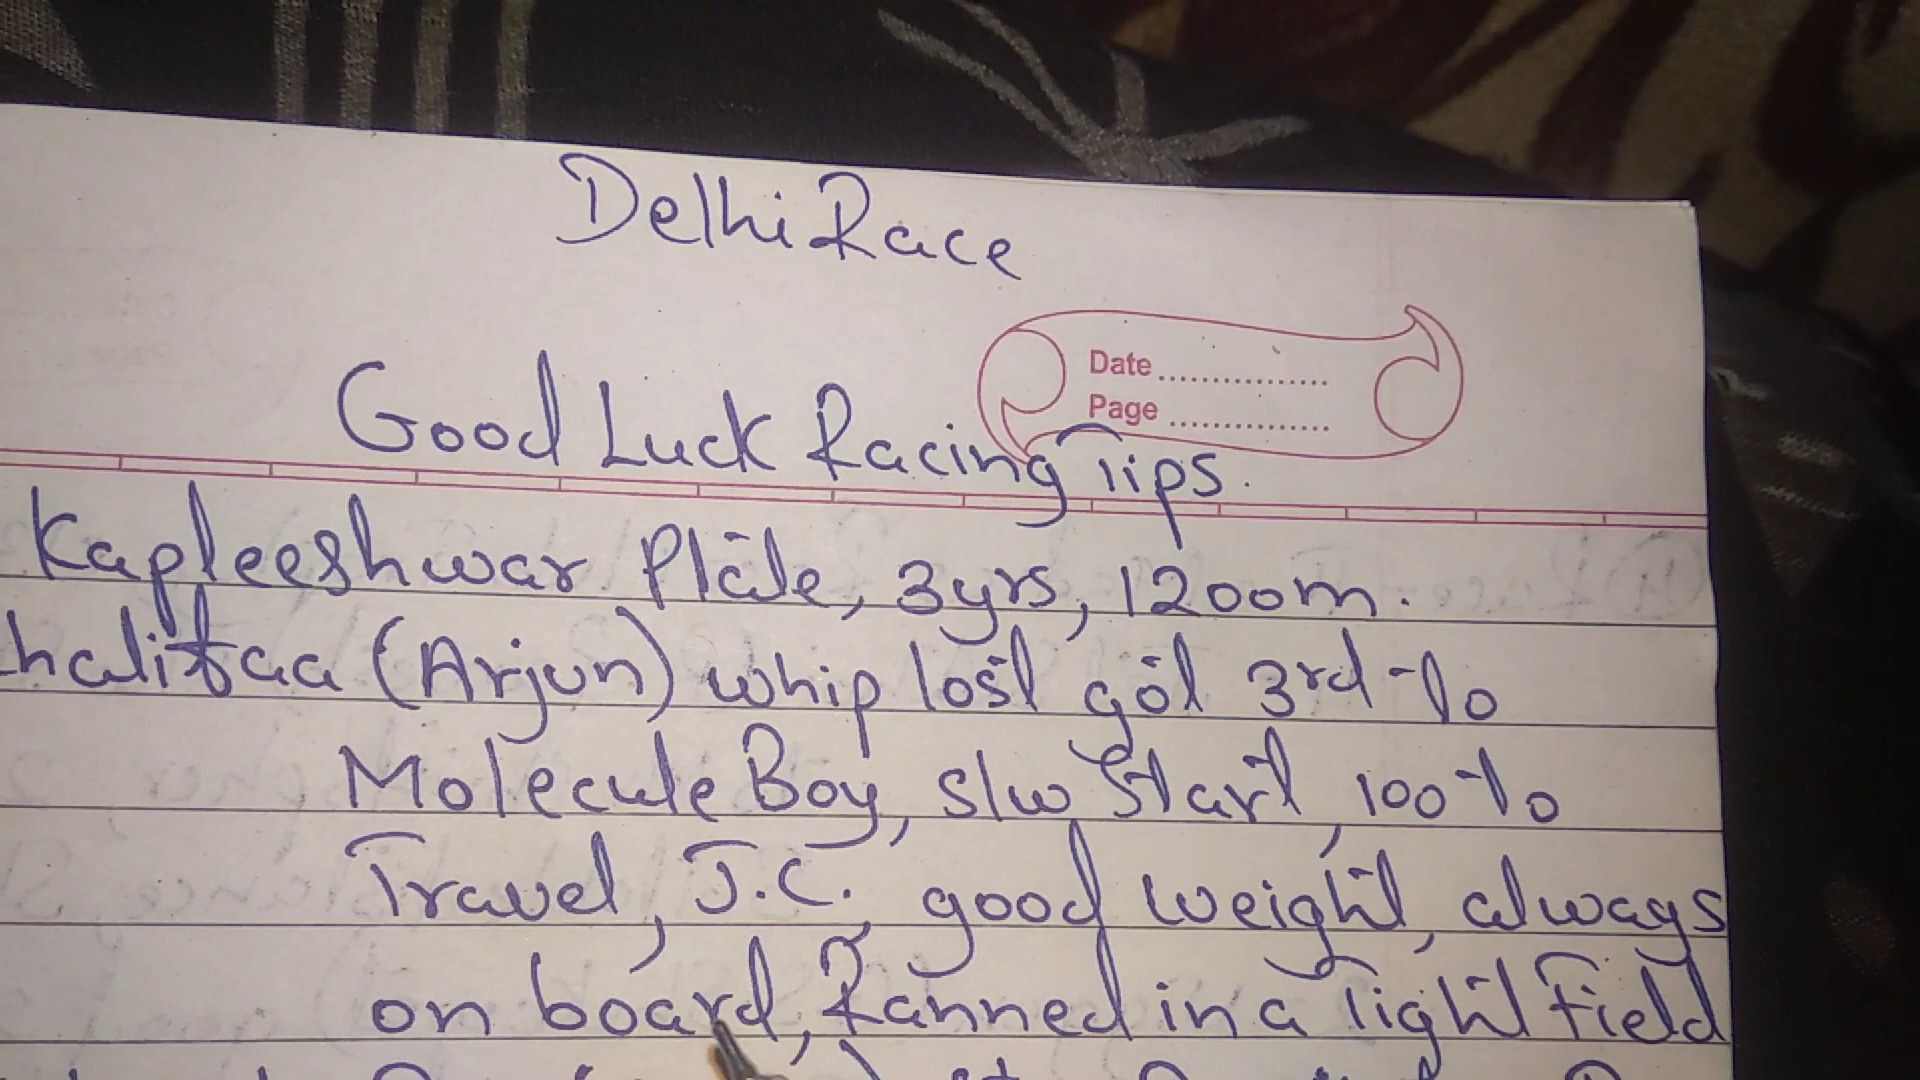 Delhi Race
Date ...............
Page ...............
Good Luck Racing Tips.
Kapleeshwar Plate, 3yrs, 1200m.
halifaa (Arjun) whip lost got 3rd to
Molecule Boy, slw Start, 100 to
Travel, J.C. good weight, always
on board, Ranned in a light field